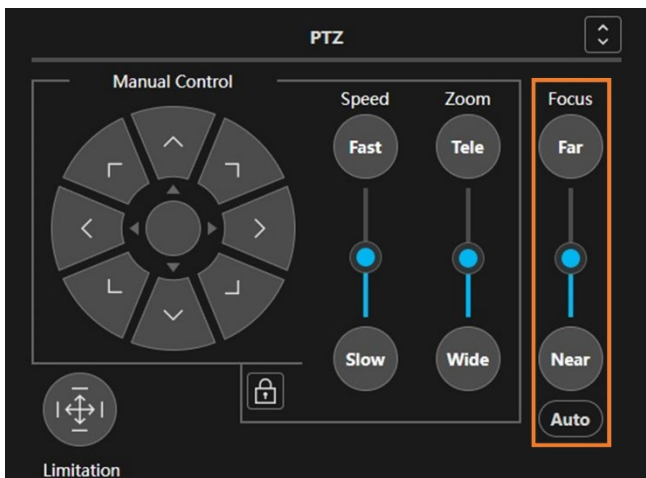 PTZ
Manual Control
Speed
Zoom
Focus
Fast
Tele
Far
Slow
Wide
Near
Auto
Limitation